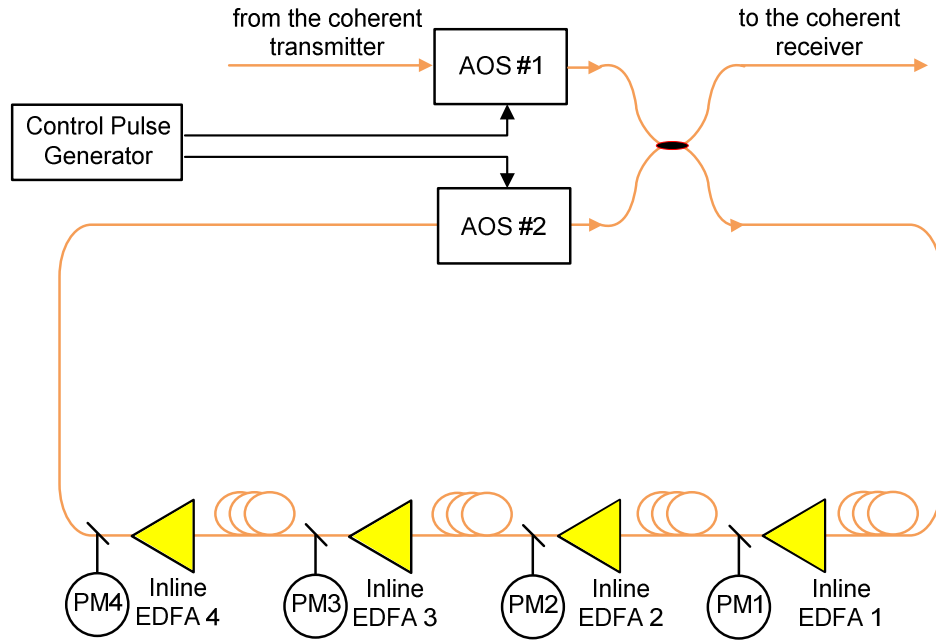 from the coherent
transmitter
to the coherent
receiver
AOS #1
Control Pulse
Generator
AOS #2
PM4
Inline
EDFA 4
PM3
Inline
EDFA 3
PM2
Inline
EDFA 2
PM1
Inline
EDFA 1